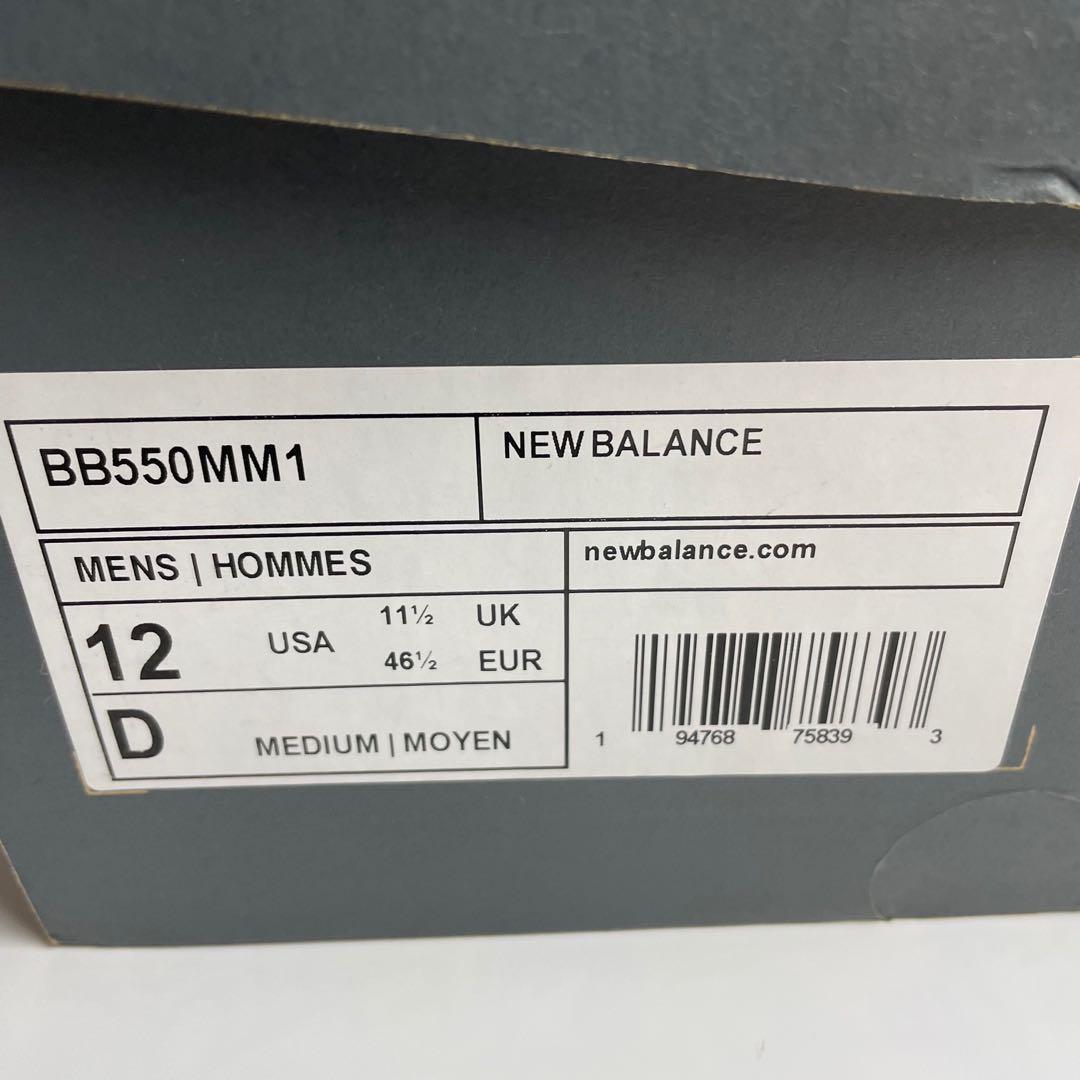 BB550MM1
NEW BALANCE
MENS | HOMMES
newbalance.com
12 USA 11½ UK
46½ EUR
D MEDIUM | MOYEN
1 94768 75839 3